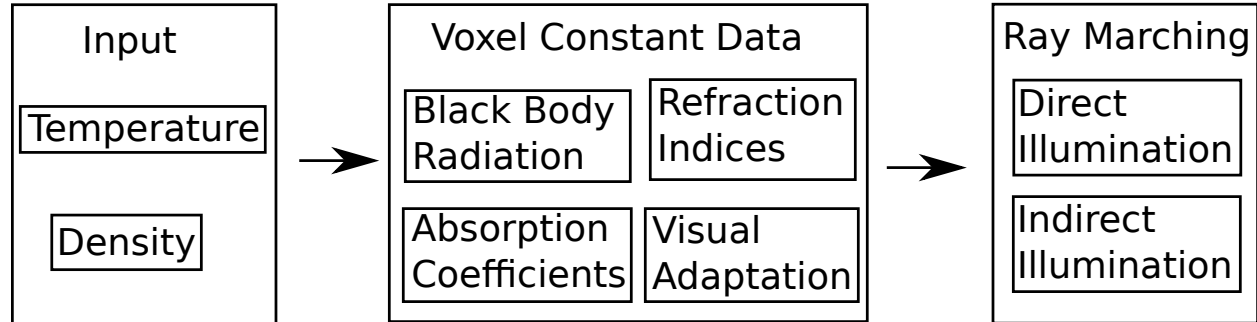 Input
Temperature
Density
Voxel Constant Data
Black Body
Radiation
Refraction
Indices
Absorption
Coefficients
Visual
Adaptation
Ray Marching
Direct
Illumination
Indirect
Illumination